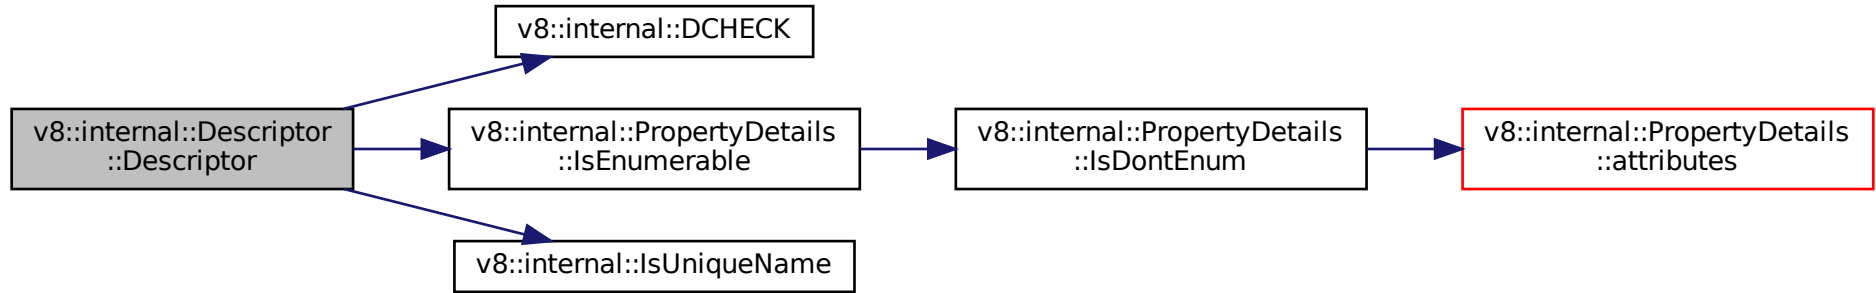 v8::internal::DCHECK
v8::internal::Descriptor
::Descriptor
v8::internal::PropertyDetails
::IsEnumerable
v8::internal::PropertyDetails
::IsDontEnum
v8::internal::PropertyDetails
::attributes
v8::internal::IsUniqueName